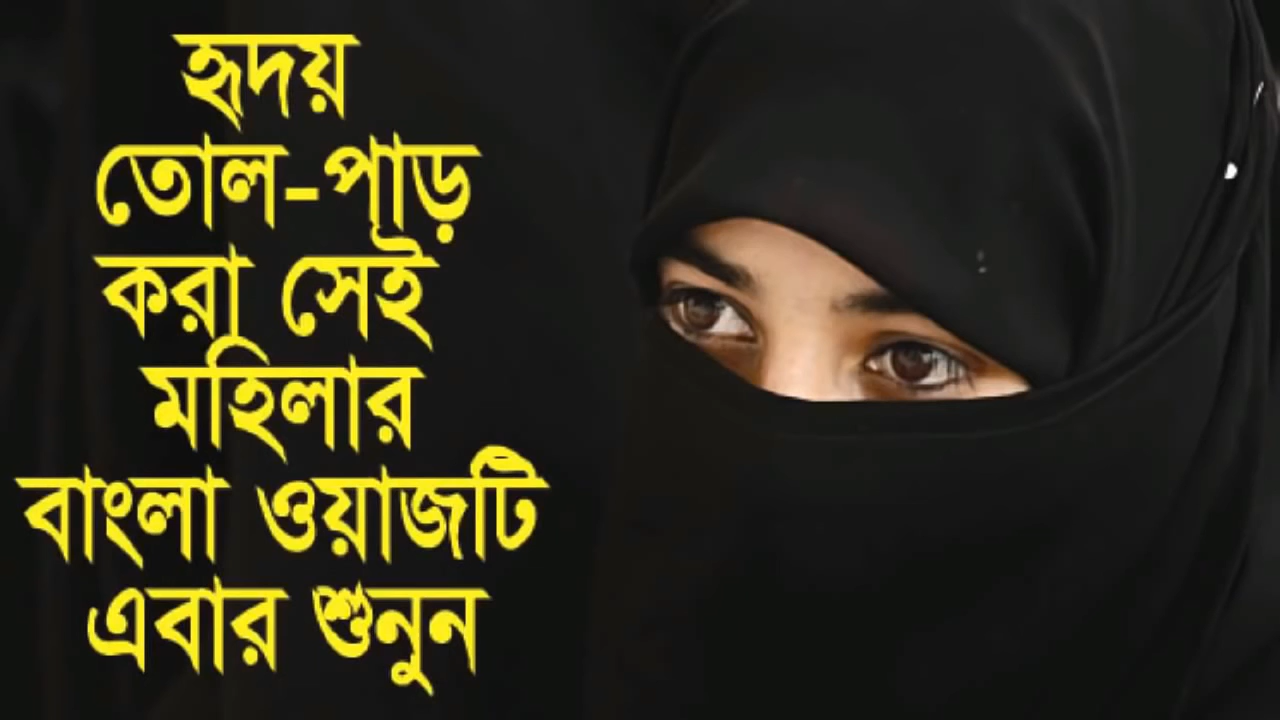 হৃদয়
তোল-পাড়
করা সেই
মহিলার
বাংলা ওয়াজটি
এবার শুনুন